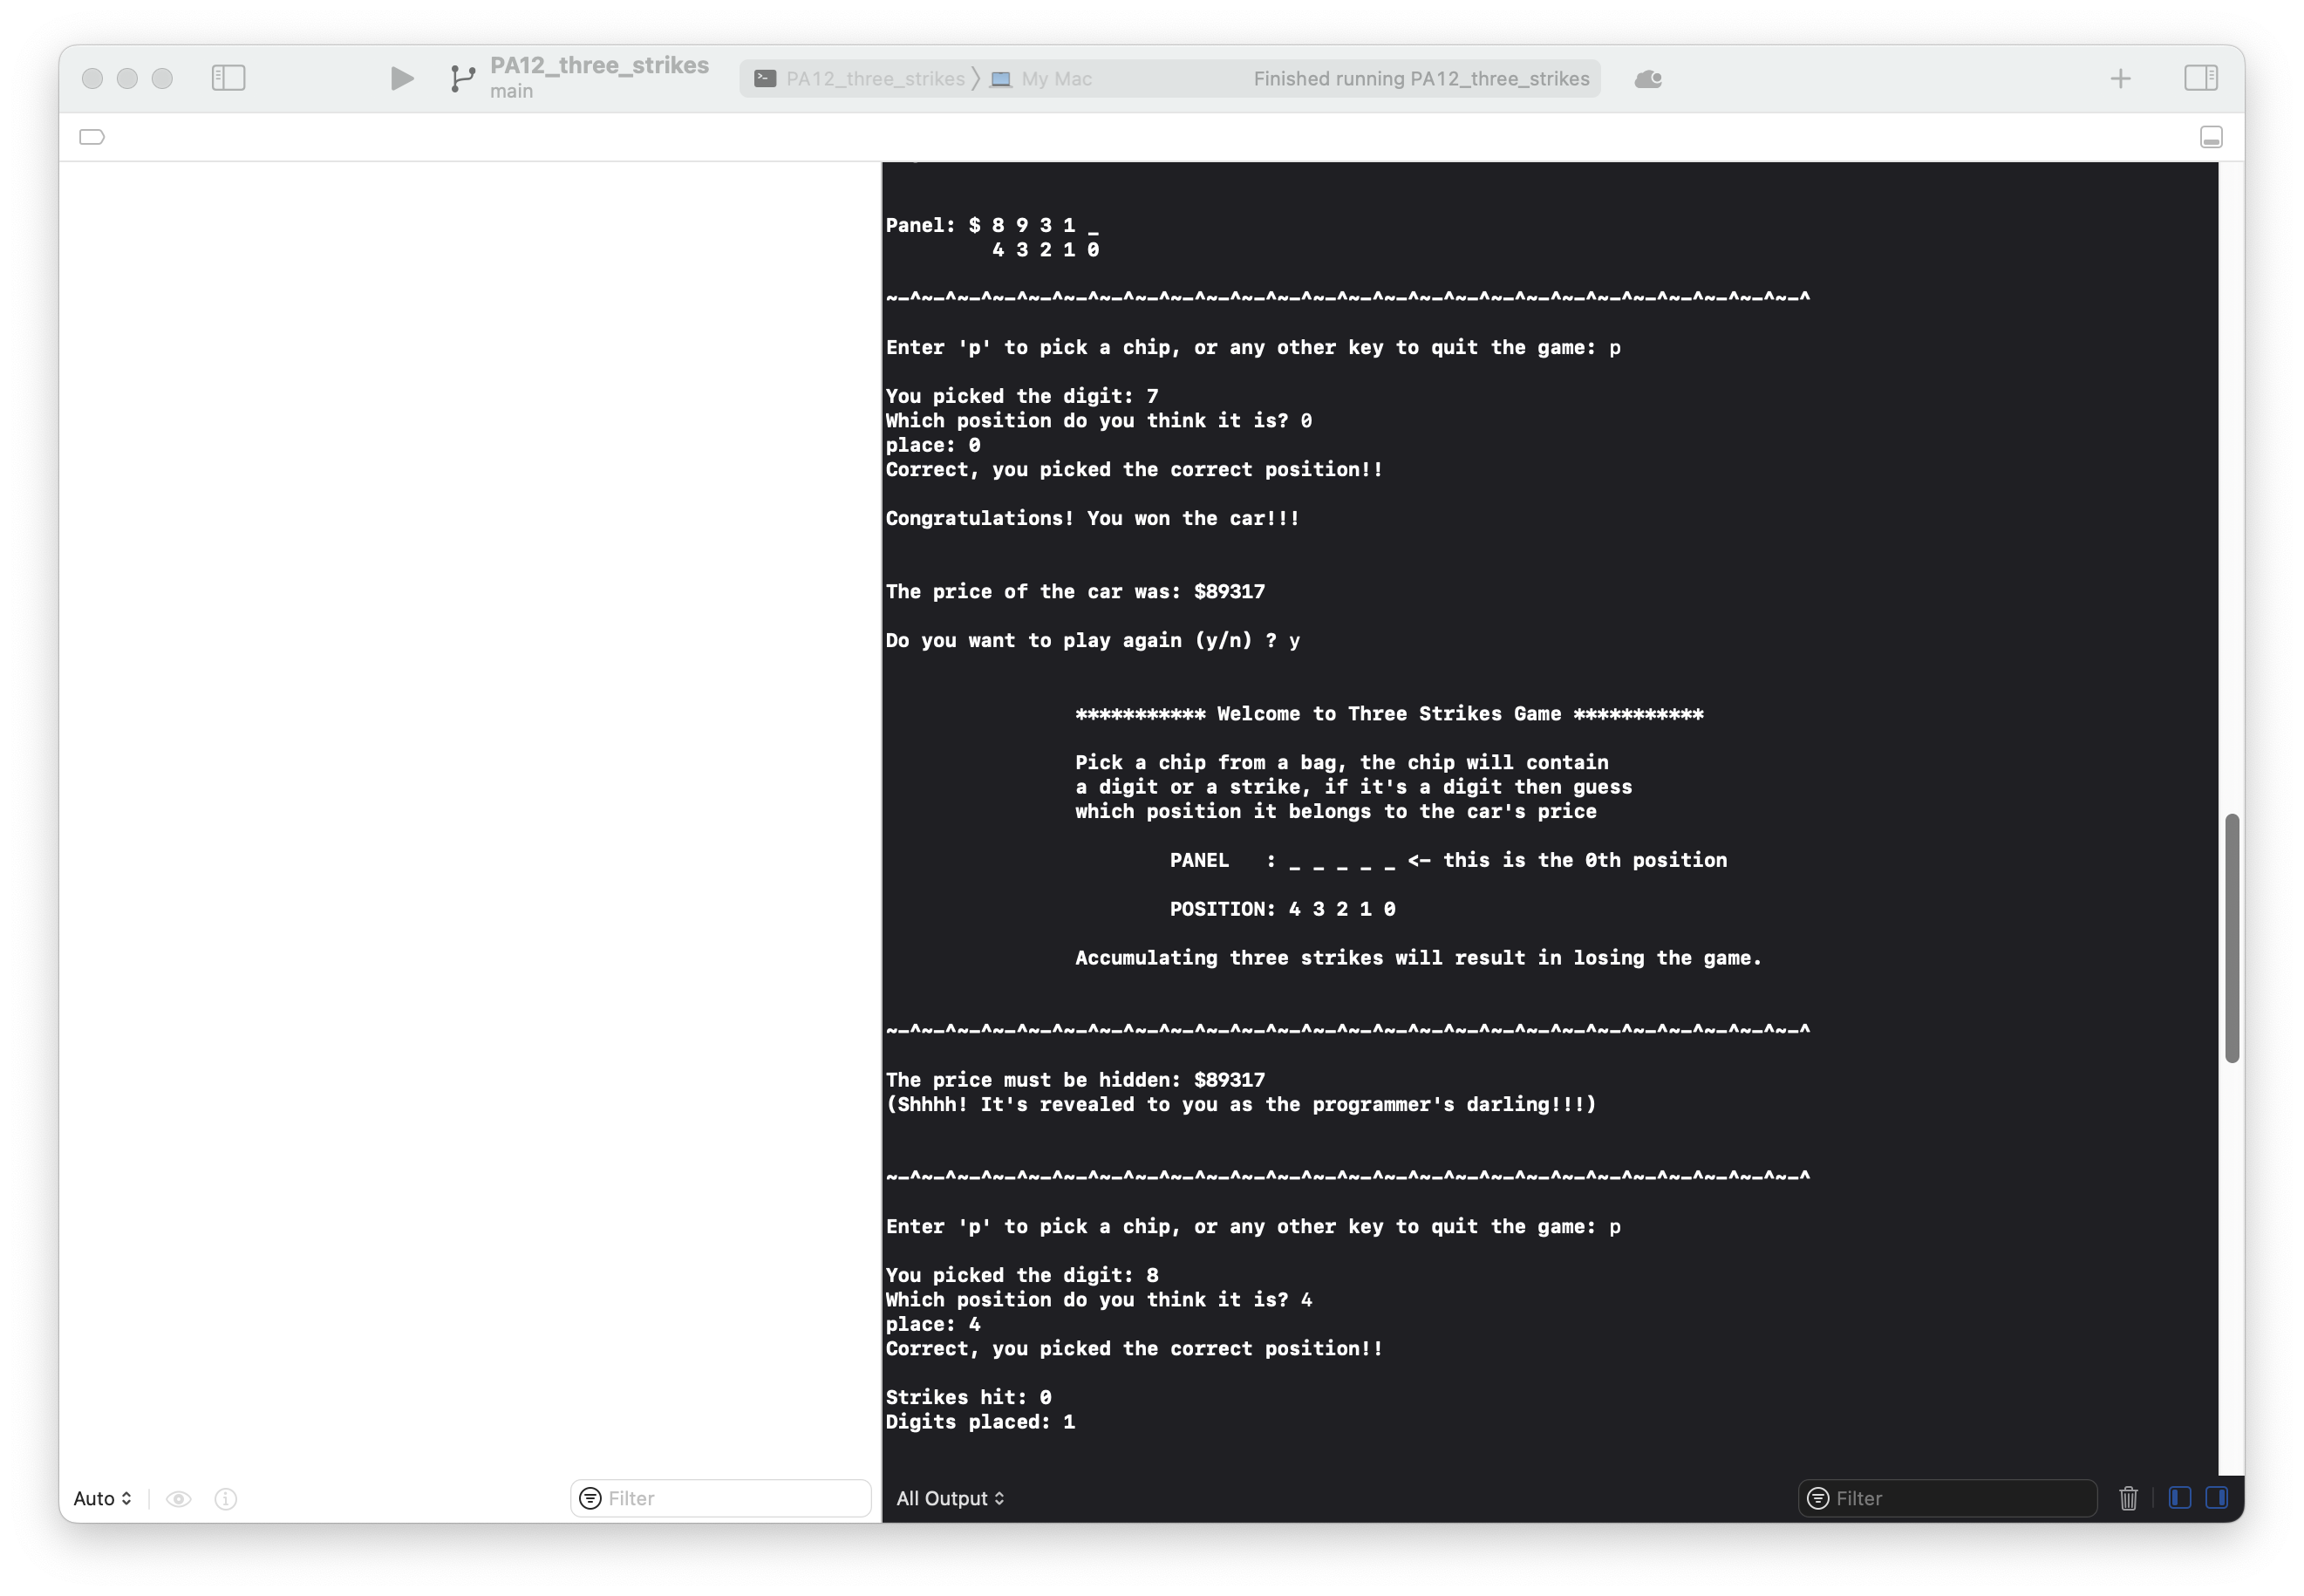 PA12_three_strikes
main
PA12_three_strikes
My Mac
Finished running PA12_three_strikes
Panel: $ 8 9 3 1 _
4 3 2 1 0
~-^~-^~-^~-^~-^~-^~-^~-^~-^~-^~-^~-^~-^~-^~-^~-^~-^~-^~-^~-^~-^~-^~-^~-^~-^~-^
Enter 'p' to pick a chip, or any other key to quit the game: p
You picked the digit: 7
Which position do you think it is? 0
place: 0
Correct, you picked the correct position!!
Congratulations! You won the car!!!
The price of the car was: $89317
Do you want to play again (y/n) ? y
*********** Welcome to Three Strikes Game ***********
Pick a chip from a bag, the chip will contain
a digit or a strike, if it's a digit then guess
which position it belongs to the car's price
PANEL   : _ _ _ _ _ <- this is the 0th position
POSITION: 4 3 2 1 0
Accumulating three strikes will result in losing the game.
~-^~-^~-^~-^~-^~-^~-^~-^~-^~-^~-^~-^~-^~-^~-^~-^~-^~-^~-^~-^~-^~-^~-^~-^~-^~-^
The price must be hidden: $89317
(Shhhh! It's revealed to you as the programmer's darling!!!)
~-^~-^~-^~-^~-^~-^~-^~-^~-^~-^~-^~-^~-^~-^~-^~-^~-^~-^~-^~-^~-^~-^~-^~-^~-^~-^
Enter 'p' to pick a chip, or any other key to quit the game: p
You picked the digit: 8
Which position do you think it is? 4
place: 4
Correct, you picked the correct position!!
Strikes hit: 0
Digits placed: 1
Auto
Filter
All Output
Filter